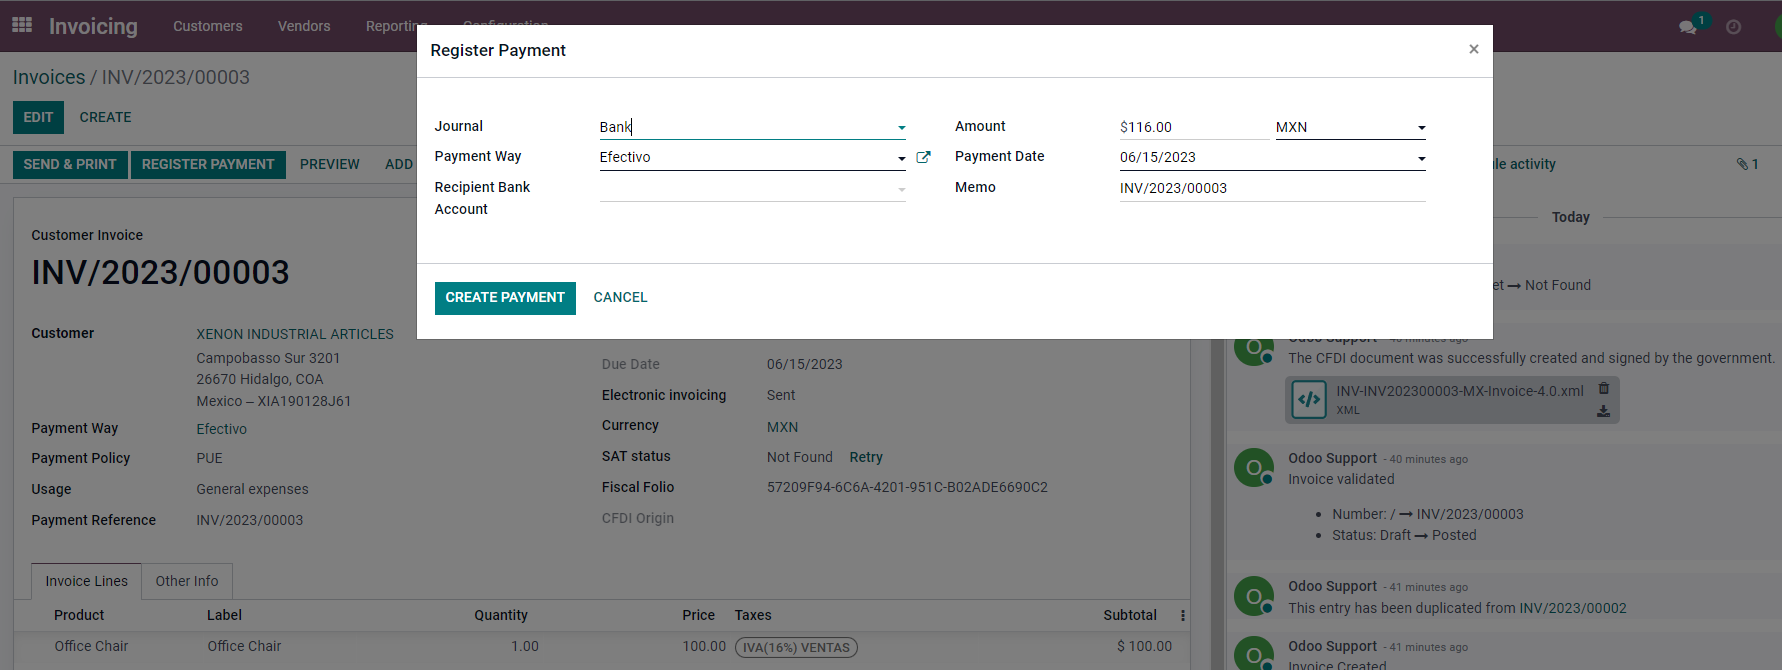 Invoicing Customers Vendors Reporting Configuration 1
Register Payment ×
Invoices / INV/2023/00003
EDIT CREATE
SEND & PRINT REGISTER PAYMENT PREVIEW ADD
Journal Bank
Payment Way Efectivo
Recipient Bank
Account
Amount $116.00 MXN
Payment Date 06/15/2023
Memo INV/2023/00003
CREATE PAYMENT CANCEL
activity 1
Customer Invoice
INV/2023/00003
Customer XENON INDUSTRIAL ARTICLES
Campobasso Sur 3201
26670 Hidalgo, COA
Mexico – XIA190128J61
Payment Way Efectivo
Payment Policy PUE
Usage General expenses
Payment Reference INV/2023/00003
Due Date 06/15/2023
Electronic invoicing Sent
Currency MXN
SAT status Not Found Retry
Fiscal Folio 57209F94-6C6A-4201-951C-B02ADE6690C2
CFDI Origin
Invoice Lines Other Info
Product Label Quantity Price Taxes Subtotal
Office Chair Office Chair 1.00 100.00 IVA(16%) VENTAS $ 100.00
Today
et → Not Found
O Odoo Support minutes ago
The CFDI document was successfully created and signed by the government.
</> INV-INV202300003-MX-Invoice-4.0.xml
XML
O Odoo Support - 40 minutes ago
Invoice validated
• Number: / → INV/2023/00003
• Status: Draft → Posted
O Odoo Support - 41 minutes ago
This entry has been duplicated from INV/2023/00002
O Odoo Support - 41 minutes ago
Invoice Created